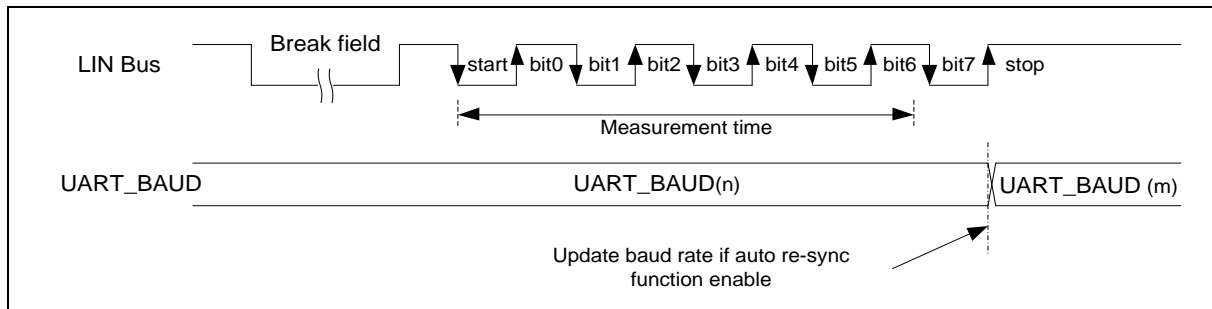 Break field
LIN Bus
start bit0 bit1 bit2 bit3 bit4 bit5 bit6 bit7 stop
Measurement time
UART_BAUD
UART_BAUD(n)
UART_BAUD (m)
Update baud rate if auto re-sync
function enable